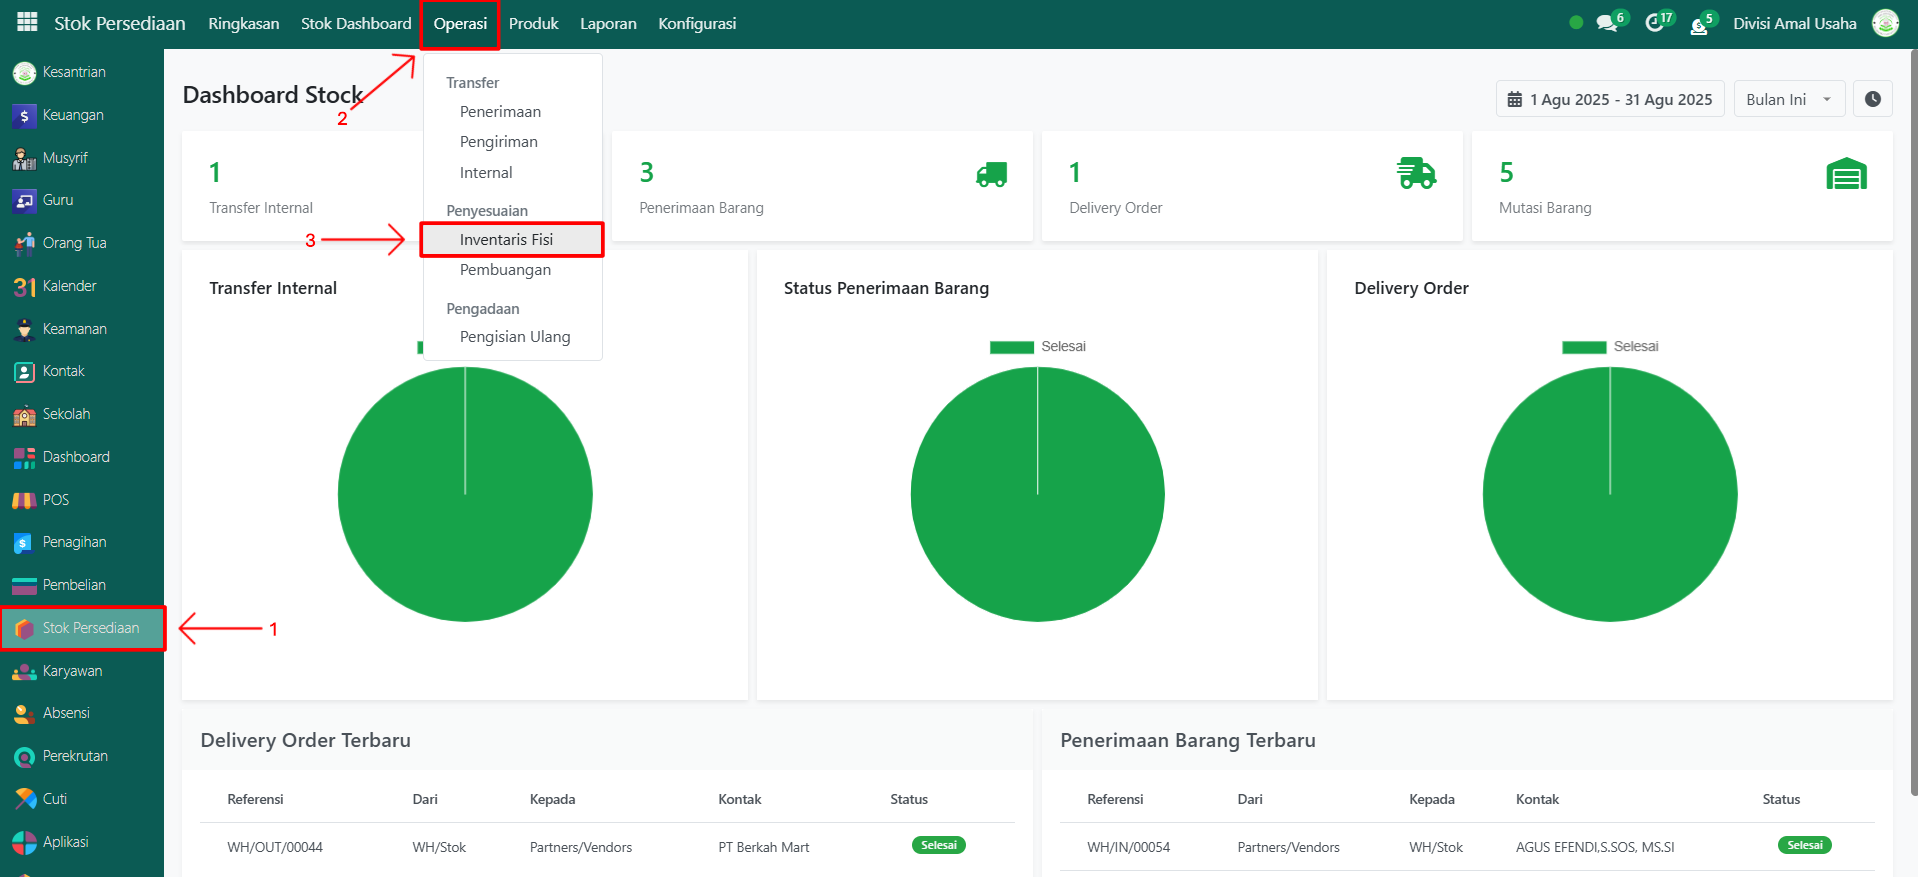 Stok Persediaan
Ringkasan
Stok Dashboard
Operasi
Produk
Laporan
Konfigurasi
6
17
5
Divisi Amal Usaha
Kesantrian
Keuangan
Musyrif
Guru
Orang Tua
31 Kalender
Keamanan
Kontak
Sekolah
Dashboard
POS
Penagihan
Pembelian
Stok Persediaan
Karyawan
Absensi
Perekrutan
Cuti
Aplikasi
1
2
3
Transfer
Penerimaan
Pengiriman
Internal
Penyesuaian
Inventaris Fisi
Pembuangan
Pengadaan
Pengisian Ulang
Dashboard Stock
1 Agu 2025 - 31 Agu 2025
Bulan Ini
1
Transfer Internal
3
Penerimaan Barang
1
Delivery Order
5
Mutasi Barang
Transfer Internal
Status Penerimaan Barang
Selesai
Delivery Order
Selesai
Delivery Order Terbaru
Referensi Dari Kepada Kontak Status
WH/OUT/00044 WH/Stok Partners/Vendors PT Berkah Mart Selesai
Penerimaan Barang Terbaru
Referensi Dari Kepada Kontak Status
WH/IN/00054 Partners/Vendors WH/Stok AGUS EFENDI,S.SOS, MS.SI Selesai